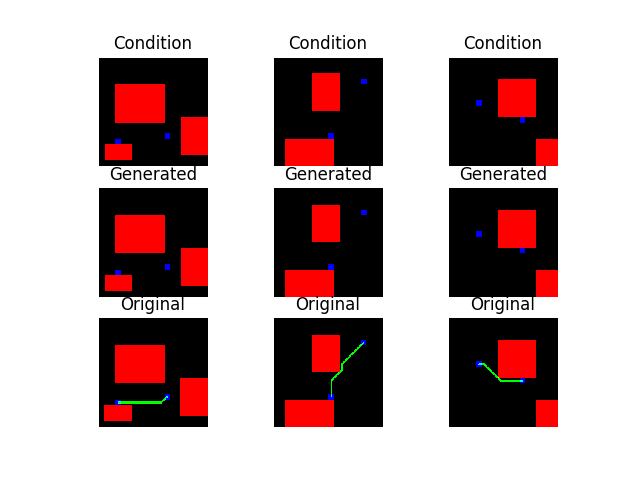 Condition Condition Condition
Generated Generated Generated
Original Original Original